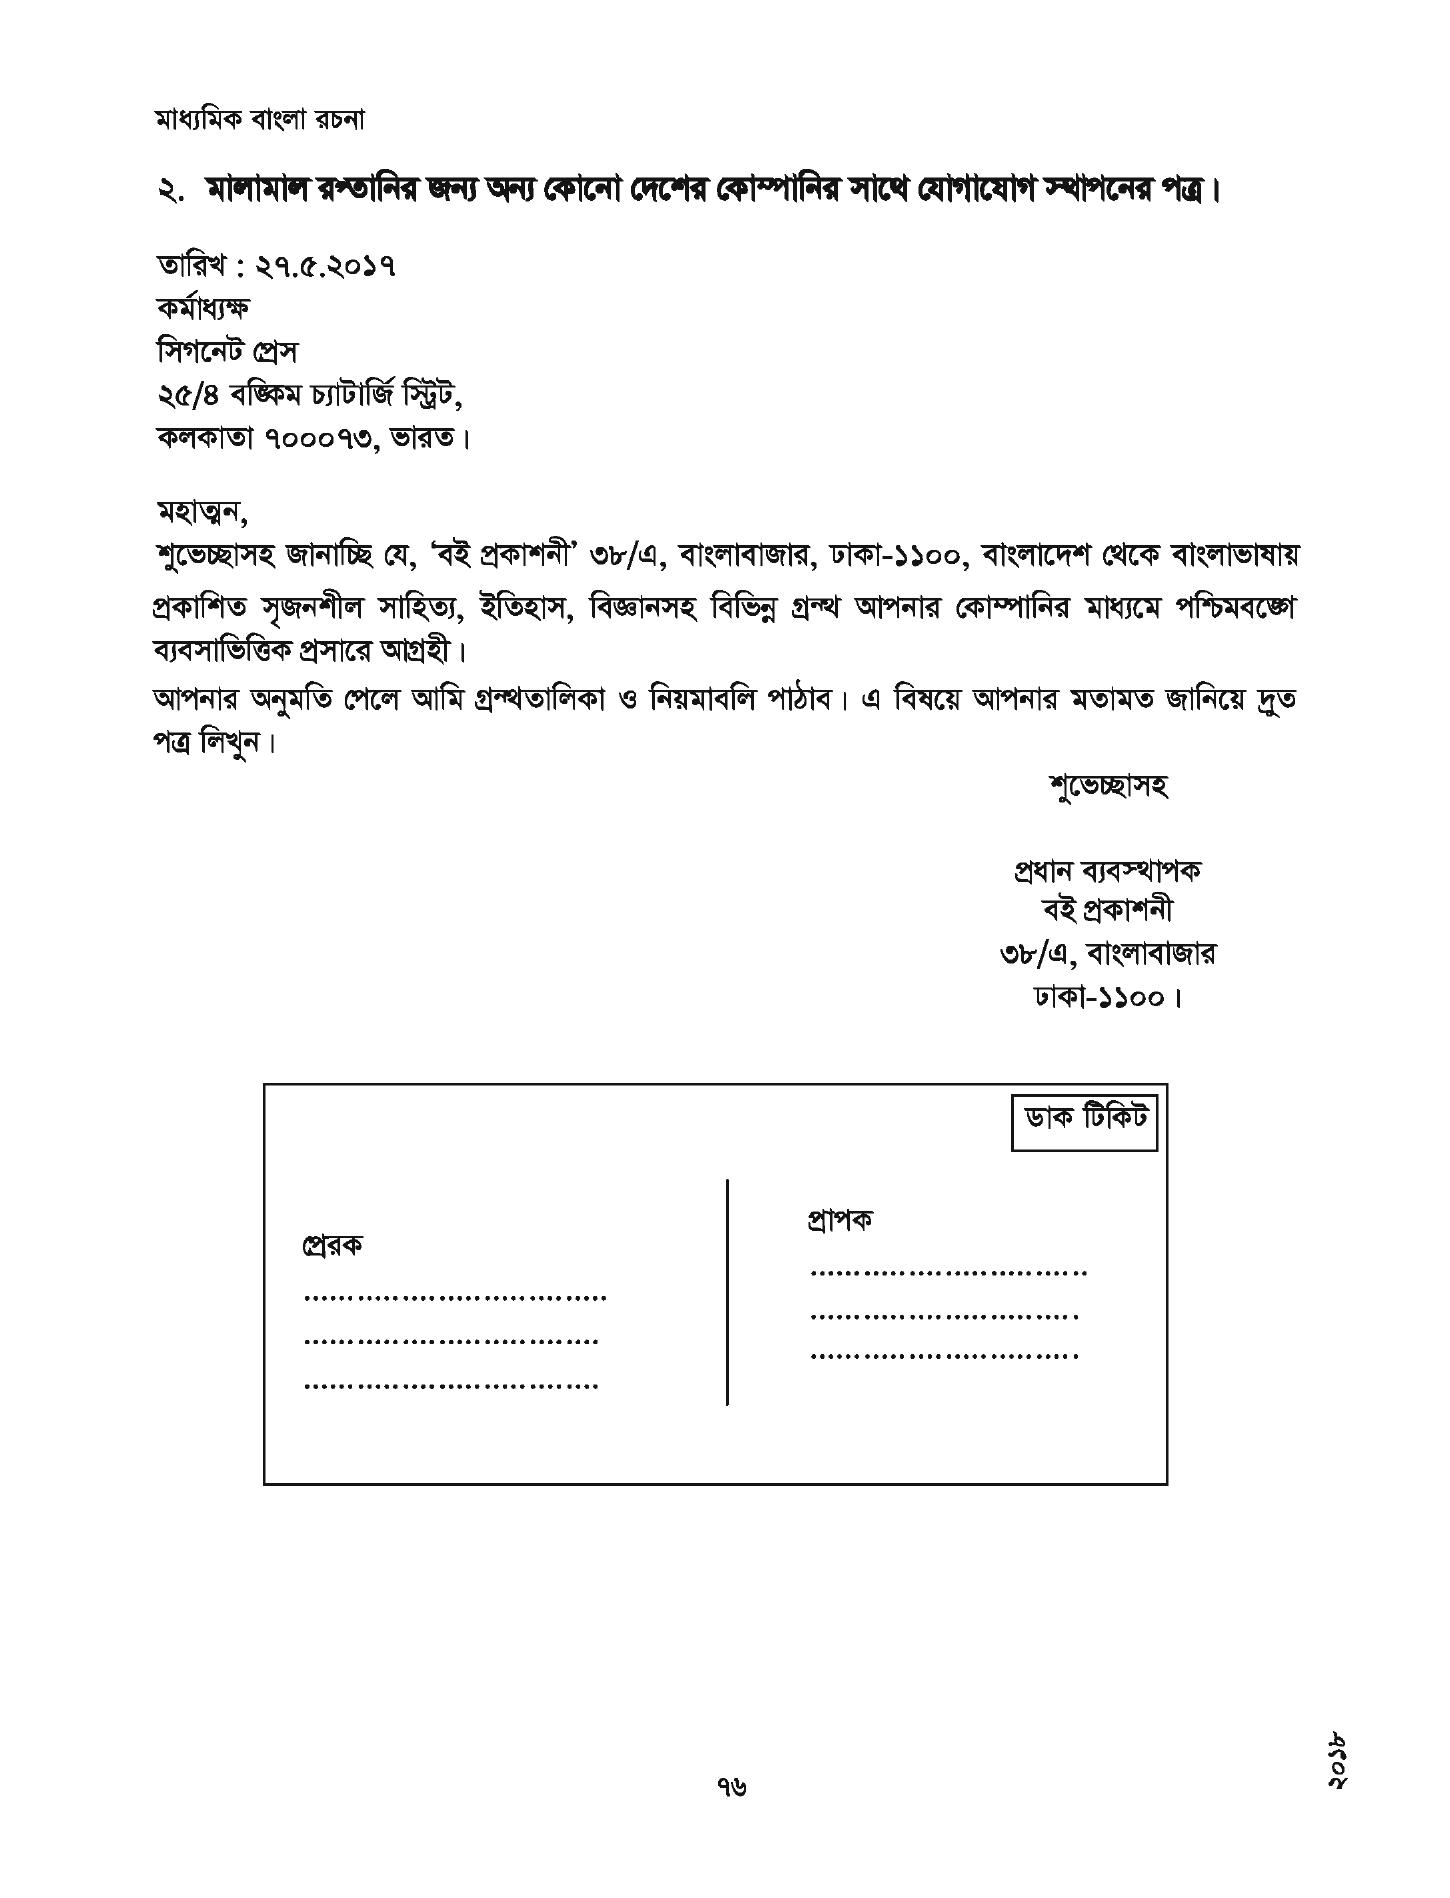 মাধ্যমিক বাংলা রচনা
২. মালামাল রপ্তানির জন্য অন্য কোনো দেশের কোম্পানির সাথে যোগাযোগ স্থাপনের পত্র।
তারিখ : ২৭.৫.২০১৭
কর্মাধ্যক্ষ
সিগনেট প্রেস
২৫/৪ বঙ্কিম চ্যাটার্জি স্ট্রিট,
কলকাতা ৭০০০৭৩, ভারত।
মহাত্মন,
শুভেচ্ছাসহ জানাচ্ছি যে, ‘বই প্রকাশনী’ ৩৮/এ, বাংলাবাজার, ঢাকা-১১০০, বাংলাদেশ থেকে বাংলাভাষায়
প্রকাশিত সৃজনশীল সাহিত্য, ইতিহাস, বিজ্ঞানসহ বিভিন্ন গ্রন্থ আপনার কোম্পানির মাধ্যমে পশ্চিমবঙ্গে
ব্যবসাভিত্তিক প্রসারে আগ্রহী।
আপনার অনুমতি পেলে আমি গ্রন্থতালিকা ও নিয়মাবলি পাঠাব। এ বিষয়ে আপনার মতামত জানিয়ে দ্রুত
পত্র লিখুন।
শুভেচ্ছাসহ
প্রধান ব্যবস্থাপক
বই প্রকাশনী
৩৮/এ, বাংলাবাজার
ঢাকা-১১০০।
ডাক টিকিট
প্রেরক
..................................
.................................
.................................
প্রাপক
...............................
..............................
..............................
৭৬
২০১৮